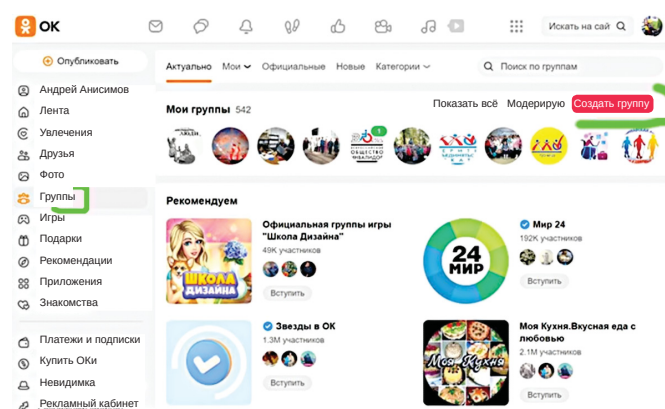 ОК
Искать на сай
Опубликовать
Андрей Анисимов
Лента
Увлечения
Друзья
Фото
Группы
Игры
Подарки
Рекомендации
Приложения
Знакомства
Платежи и подписки
Купить ОКи
Невидимка
Рекламный кабинет
Актуально Мои Официальные Новые Категории
Поиск по группам
Мои группы 542
Показать всё Модерирую Создать группу
1
Рекомендуем
ШКОЛА
ДИЗАЙНА
Официальная группы игры
"Школа Дизайна"
49K участников
Вступить
24
МИР
Мир 24
192K участников
Вступить
Звезды в ОК
1.3M участников
Вступить
Моя Кухня
Моя Кухня.Вкусная еда с
любовью
2.1M участников
Вступить